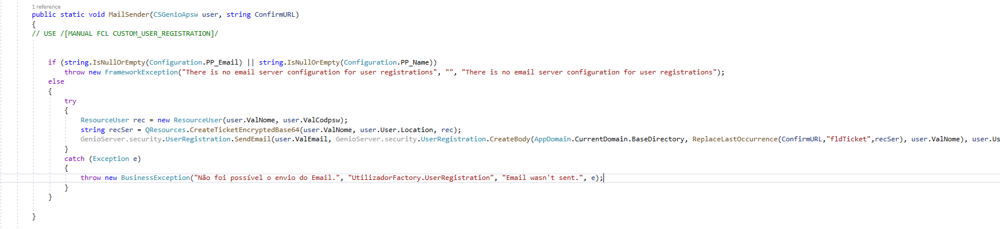 1 reference
public static void MailSender(CSGenioApsw user, string ConfirmURL)
{
// USE /[MANUAL FCL CUSTOM_USER_REGISTRATION]/
if (string.IsNullOrEmpty(Configuration.PP_Email) || string.IsNullOrEmpty(Configuration.PP_Name))
throw new FrameworkException("There is no email server configuration for user registrations", "", "There is no email server configuration for user registrations");
else
{
try
{
ResourceUser rec = new ResourceUser(user.ValNome, user.ValCodpsw);
string recSer = QResources.CreateTicketEncryptedBase64(user.ValNome, user.User.Location, rec);
GenioServer.security.UserRegistration.SendEmail(user.ValEmail, GenioServer.security.UserRegistration.CreateBody(AppDomain.CurrentDomain.BaseDirectory, ReplaceLastOccurrence(ConfirmURL,"fldTicket",recSer), user.ValNome), user.Us
}
catch (Exception e)
{
throw new BusinessException("Não foi possível o envio do Email.", "UtilizadorFactory.UserRegistration", "Email wasn't sent.", e);
}
}
}